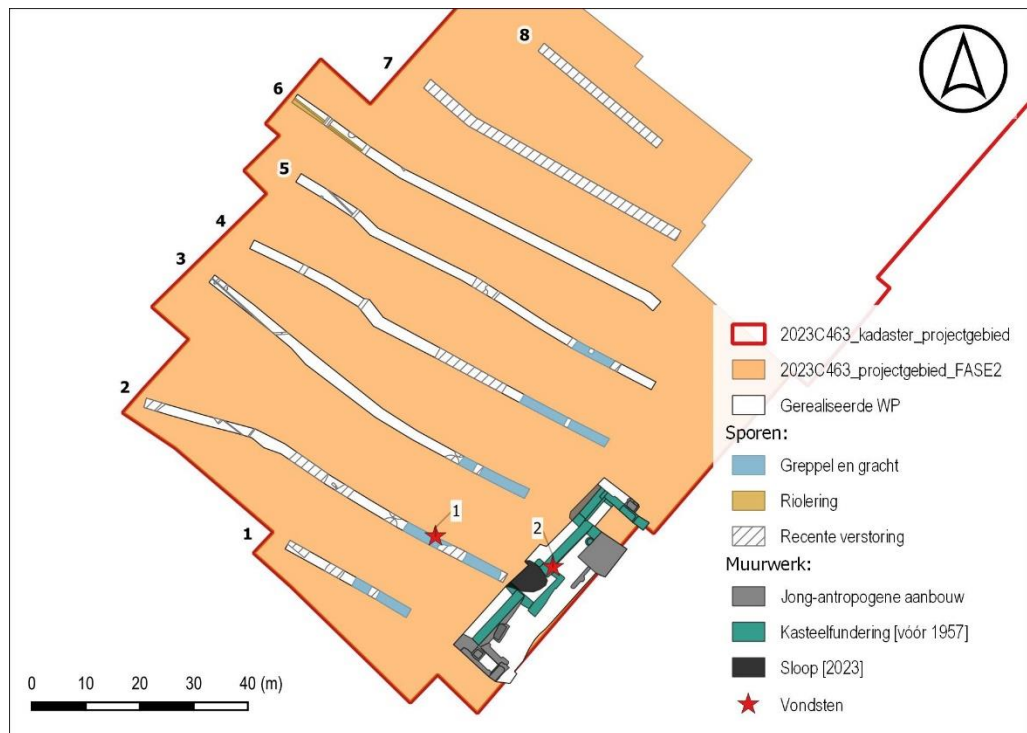 8
7
6
5
4
3
2
1
1
2
2023C463_kadaster_projectgebied
2023C463_projectgebied_FASE2
Gerealiseerde WP
Sporen:
Greppel en gracht
Riolering
Recente verstoring
Muurwerk:
Jong-antropogene aanbouw
Kasteelfundering [vóór 1957]
Sloop [2023]
Vondsten
0 10 20 30 40 (m)